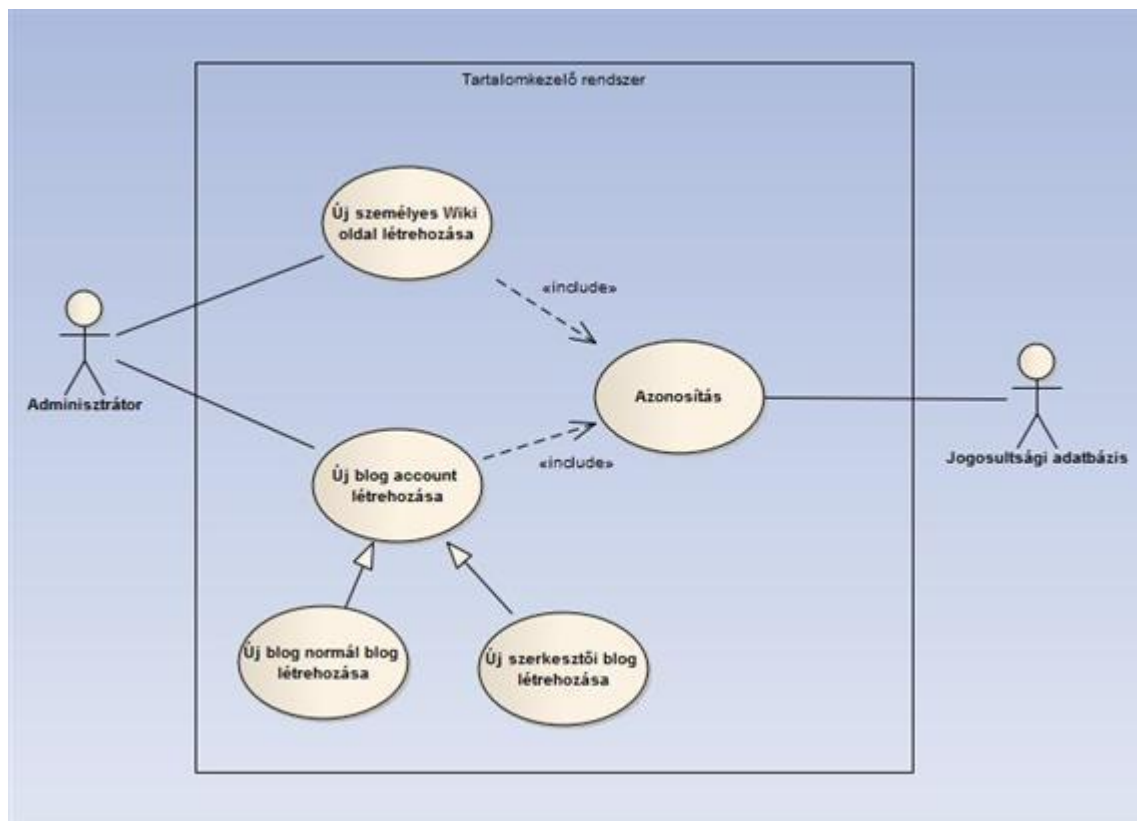 Tartalomkezelő rendszer
Új személyes Wiki
oldal létrehozása
«include»
Adminisztrátor
Azonosítás
Jogosultsági adatbázis
Új blog account
létrehozása
«include»
Új blog normál blog
létrehozása
Új szerkesztői blog
létrehozása